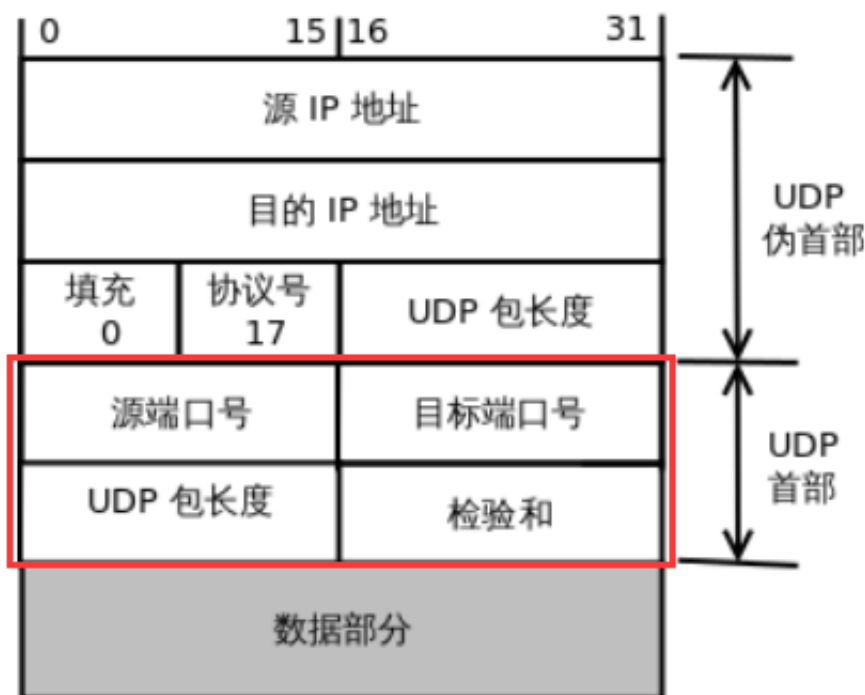 0 15 16 31
源 IP 地址
目的 IP 地址
UDP
伪首部
填充
0
协议号
17
UDP 包长度
源端口号
目标端口号
UDP 包长度
检验和
UDP
首部
数据部分